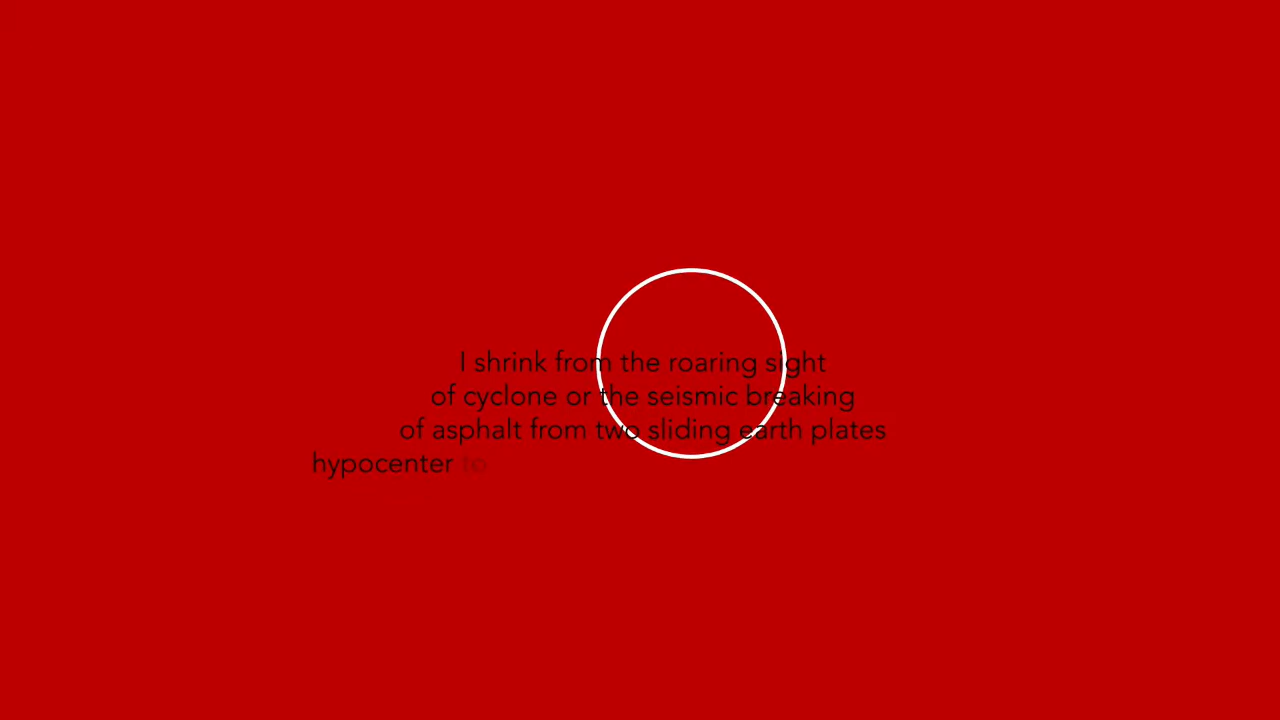 I shrink from the roaring sight
of cyclone or the seismic breaking
of asphalt from two sliding earth plates
hypocenter to